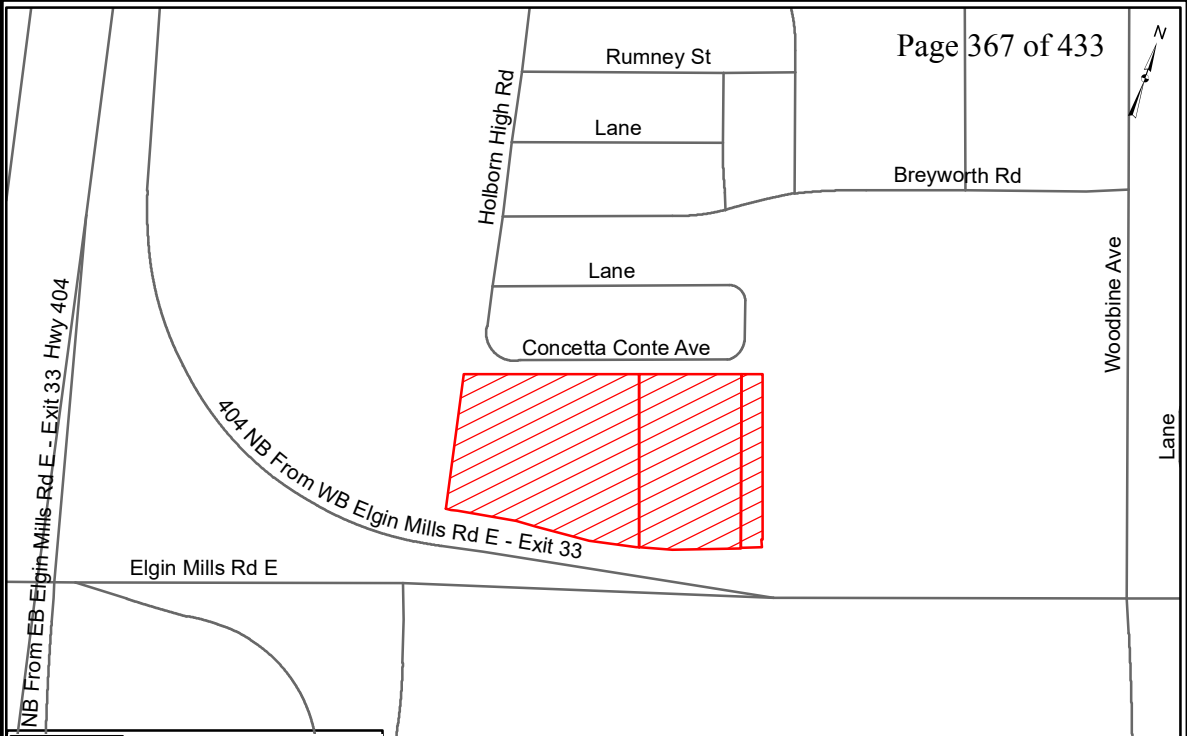 Page 367 of 433
N
Rumney St
Holborn High Rd
Lane
Breyworth Rd
Lane
Woodbine Ave
Concetta Conte Ave
NB From EB Elgin Mills Rd E - Exit 33
Hwy 404
404 NB From WB Elgin Mills Rd E - Exit 33
Lane
Elgin Mills Rd E